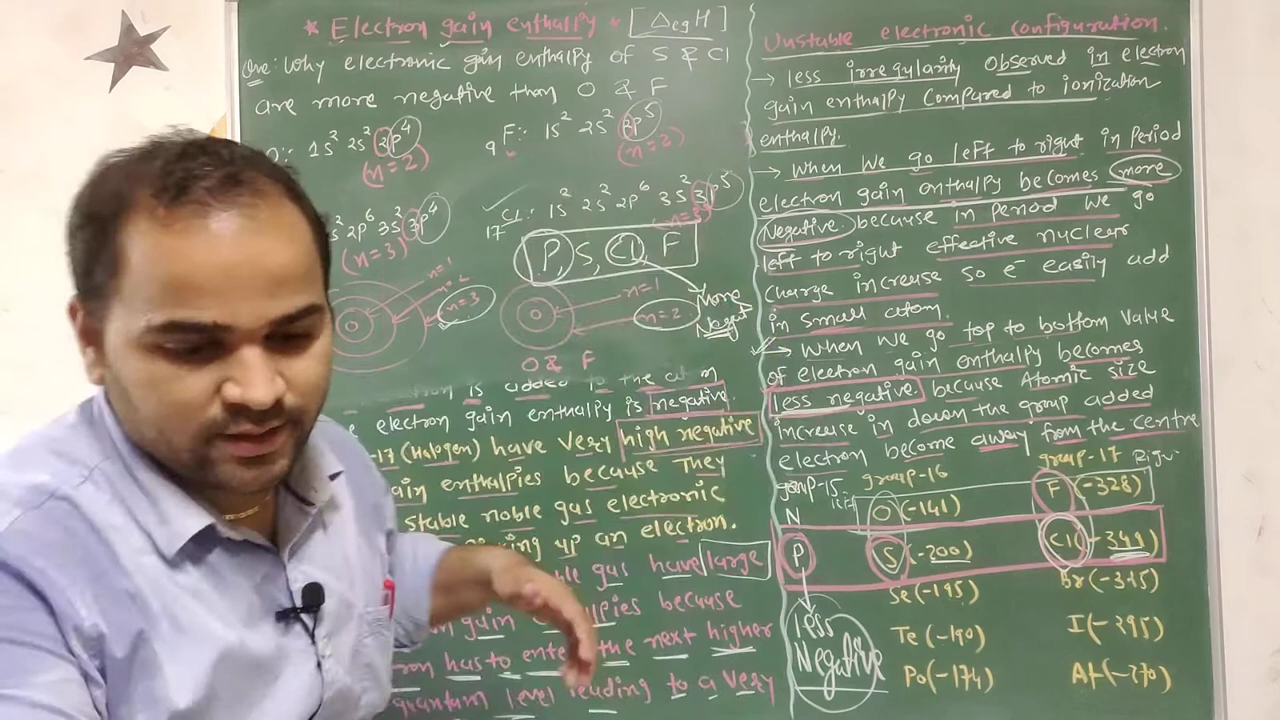 * Electron gain enthalpy * [ΔegH]
Que: Why electronic gain enthalpy of S & Cl
are more negative than O & F
O: 1s² 2s² 2p⁴
(n=2)
9 F: 1s² 2s² 2p⁵
(n=2)
s² 2p⁶ 3s² 3p⁴
(n=3)
17 Cl: 1s² 2s² 2p⁶ 3s² 3p⁵
(n=3)
P, S, Cl, F
More
Negat
n=1
n=2
n=3
n=1
n=2
O & F
is added to the atom
electron gain enthalpy is negative
-17 (Halogen) have very high negative
gain enthalpies because they
stable noble gas electronic
up an electron.
gas have large
gain enthalpies because
has to enter the next higher
quantum level leading to a very
Unstable electronic configuration.
→ less irregularity observed in electron
gain enthalpy compared to ionization
enthalpy.
→ When we go left to right in period
electron gain enthalpy becomes more
Negative because in period we go
left to right effective nuclear
charge increase so e⁻ easily add
in small atom.
→ When we go top to bottom value
of electron gain enthalpy becomes
less negative because Atomic size
increase in down the group added
electron become away from the centre
group-15 group-16 group-17
N O(-141) F(-328)
P S(-200) Cl(-349)
Se(-195) Br(-325)
less Te(-190) I(-295)
Negative Po(-174) At(-270)